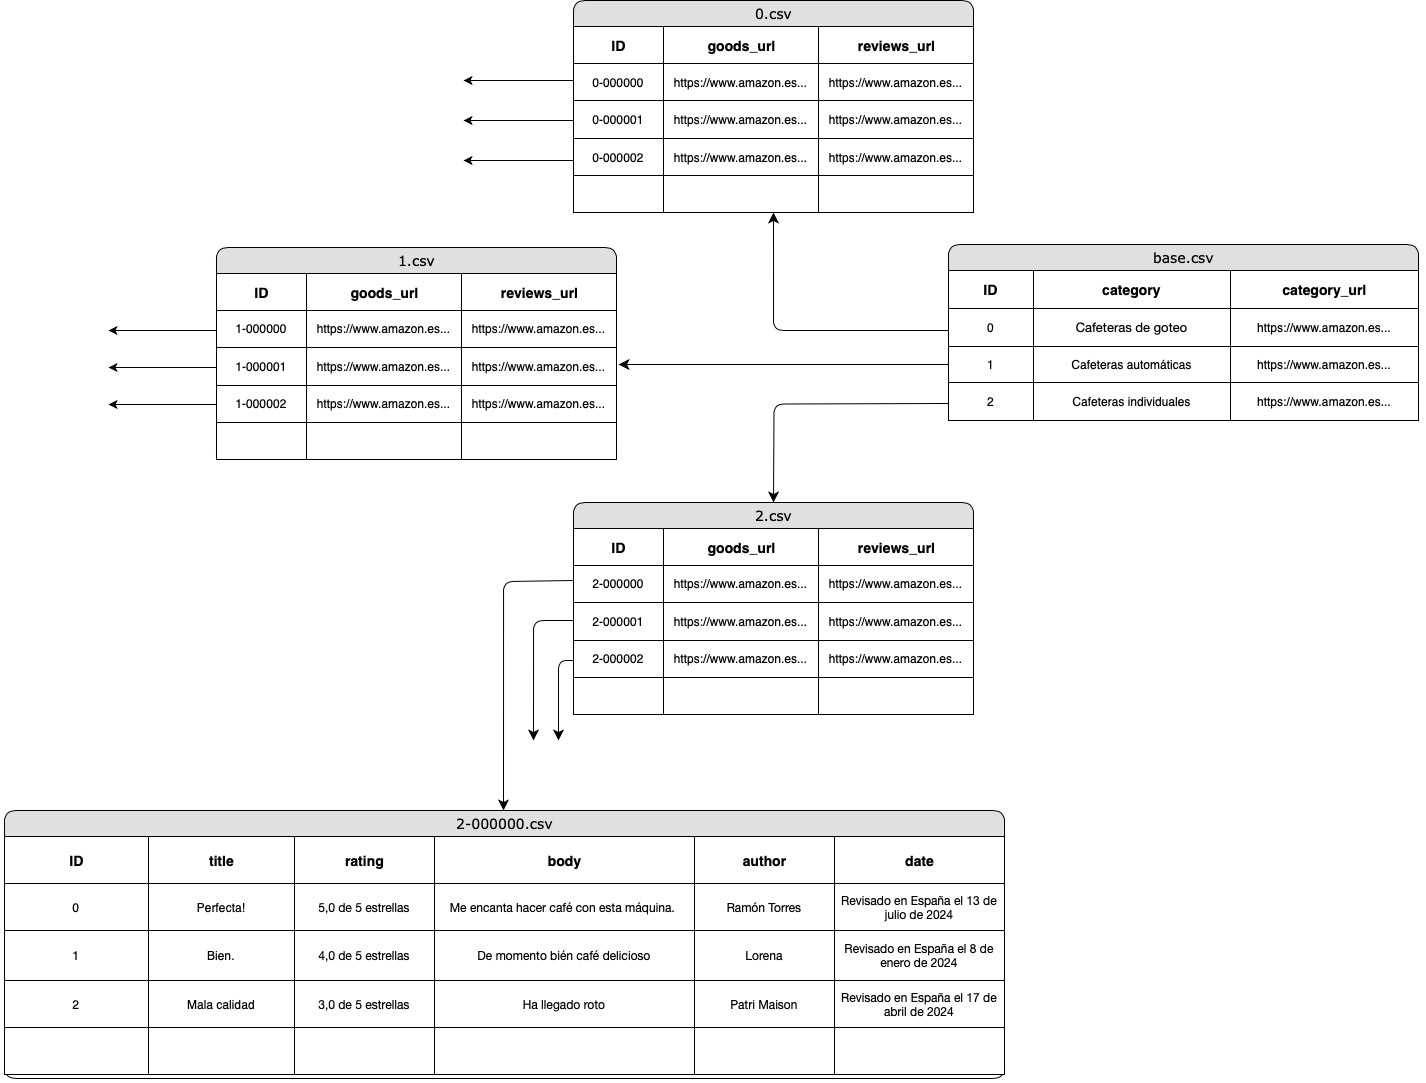 0.csv
ID goods_url reviews_url
0-000000 https://www.amazon.es... https://www.amazon.es...
0-000001 https://www.amazon.es... https://www.amazon.es...
0-000002 https://www.amazon.es... https://www.amazon.es...
1.csv
ID goods_url reviews_url
1-000000 https://www.amazon.es... https://www.amazon.es...
1-000001 https://www.amazon.es... https://www.amazon.es...
1-000002 https://www.amazon.es... https://www.amazon.es...
base.csv
ID category category_url
0 Cafeteras de goteo https://www.amazon.es...
1 Cafeteras automáticas https://www.amazon.es...
2 Cafeteras individuales https://www.amazon.es...
2.csv
ID goods_url reviews_url
2-000000 https://www.amazon.es... https://www.amazon.es...
2-000001 https://www.amazon.es... https://www.amazon.es...
2-000002 https://www.amazon.es... https://www.amazon.es...
2-000000.csv
ID title rating body author date
0 Perfecta! 5,0 de 5 estrellas Me encanta hacer café con esta máquina. Ramón Torres Revisado en España el 13 de
julio de 2024
1 Bien. 4,0 de 5 estrellas De momento bién café delicioso Lorena Revisado en España el 8 de
enero de 2024
2 Mala calidad 3,0 de 5 estrellas Ha llegado roto Patri Maison Revisado en España el 17 de
abril de 2024